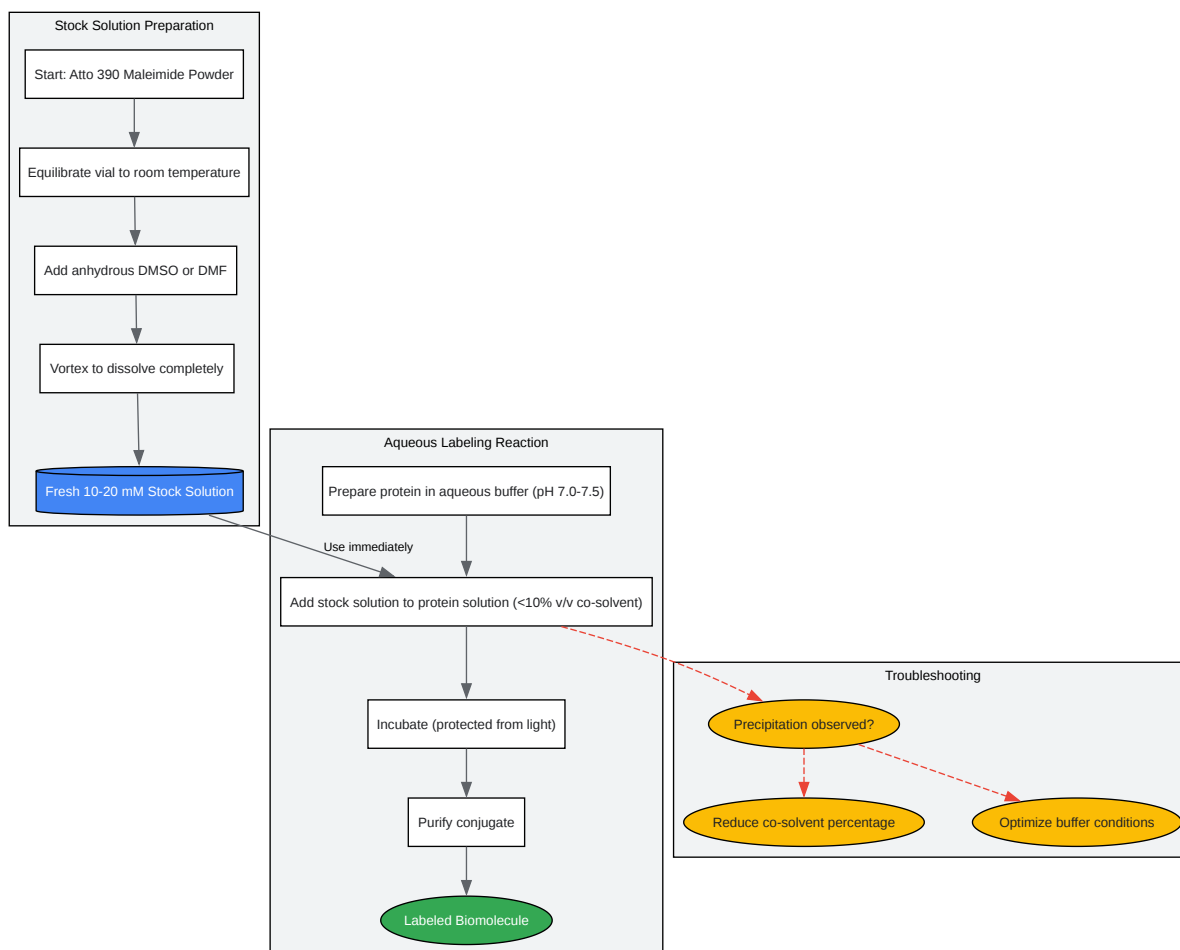 Stock Solution Preparation
Start: Atto 390 Maleimide Powder
Equilibrate vial to room temperature
Add anhydrous DMSO or DMF
Vortex to dissolve completely
Fresh 10-20 mM Stock Solution
Use immediately
Aqueous Labeling Reaction
Prepare protein in aqueous buffer (pH 7.0-7.5)
Add stock solution to protein solution (<10% v/v co-solvent)
Incubate (protected from light)
Purify conjugate
Labeled Biomolecule
Troubleshooting
Precipitation observed?
Reduce co-solvent percentage
Optimize buffer conditions